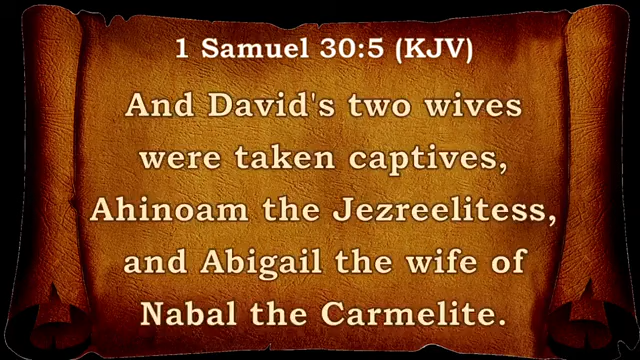 1 Samuel 30:5 (KJV)
And David's two wives
were taken captives,
Ahinoam the Jezreelitess,
and Abigail the wife of
Nabal the Carmelite.